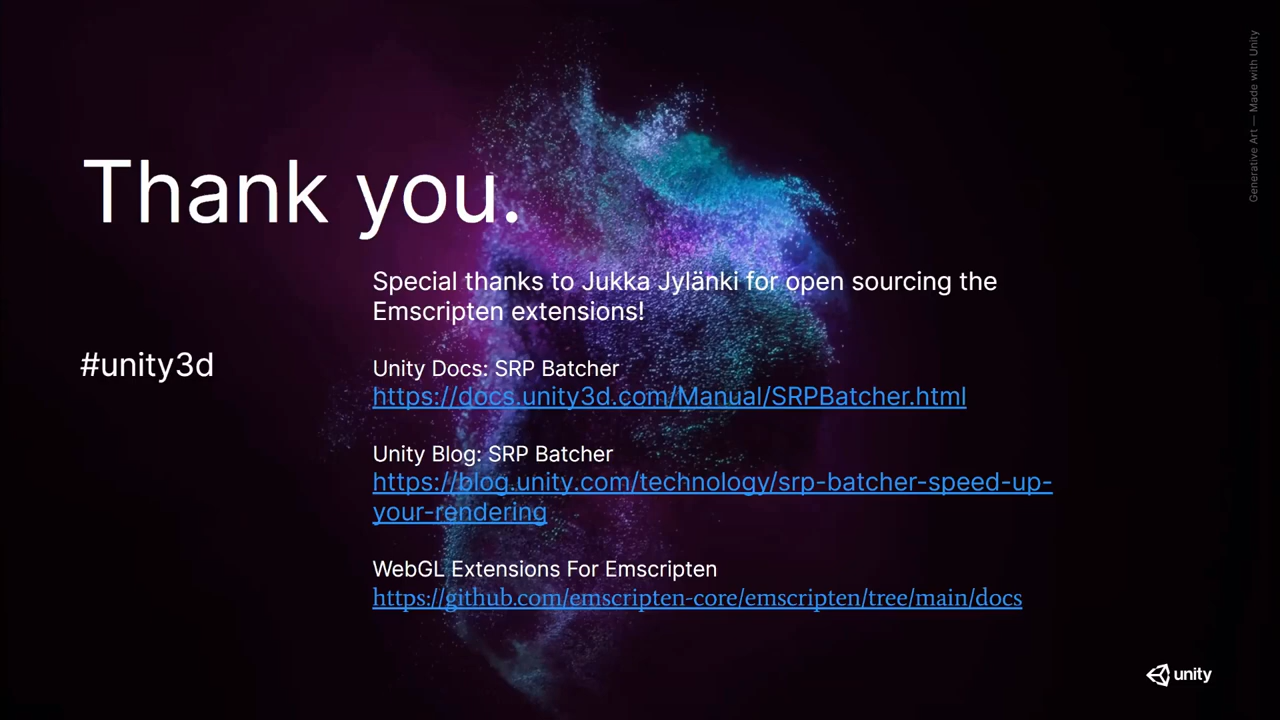 Generative Art — Made with Unity
Thank you.
Special thanks to Jukka Jylänki for open sourcing the
Emscripten extensions!
#unity3d
Unity Docs: SRP Batcher
https://docs.unity3d.com/Manual/SRPBatcher.html
Unity Blog: SRP Batcher
https://blog.unity.com/technology/srp-batcher-speed-up-
your-rendering
WebGL Extensions For Emscripten
https://github.com/emscripten-core/emscripten/tree/main/docs
unity